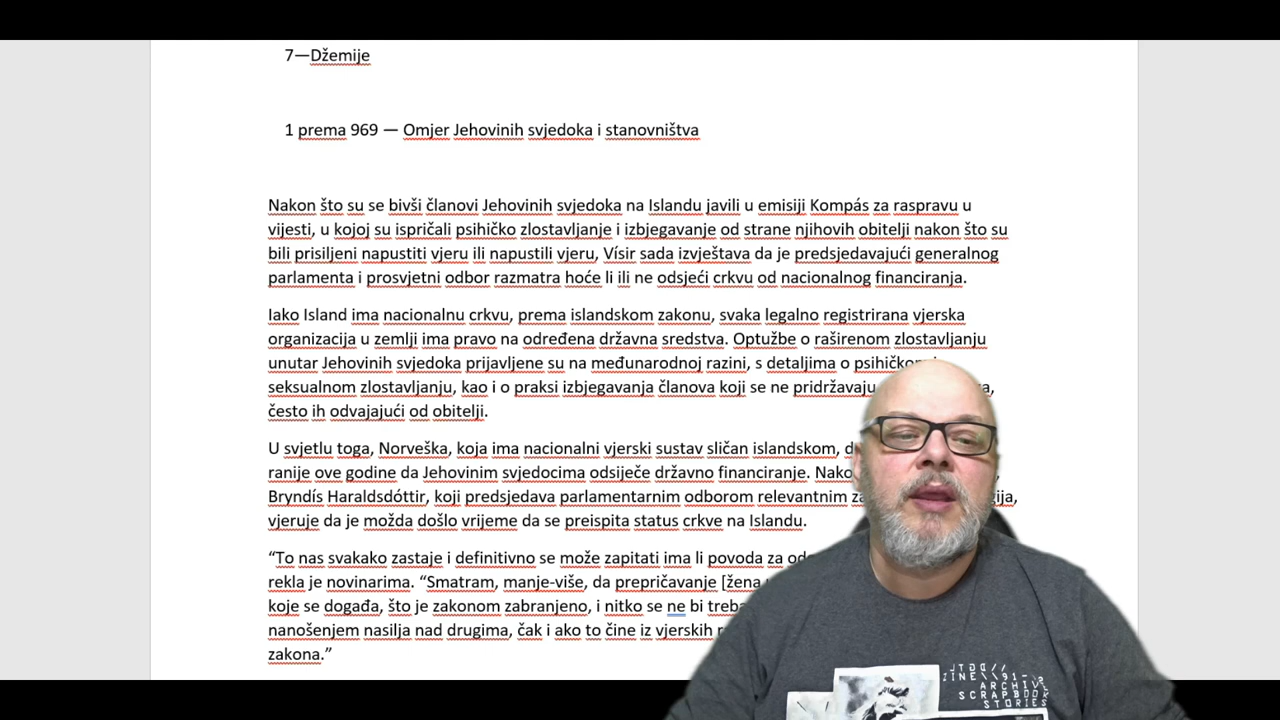 7—Džemije
1 prema 969 — Omjer Jehovinih svjedoka i stanovništva
Nakon što su se bivši članovi Jehovinih svjedoka na Islandu javili u emisiji Kompás za raspravu u
vijesti, u kojoj su ispričali psihičko zlostavljanje i izbjegavanje od strane njihovih obitelji nakon što su
bili prisiljeni napustiti vjeru ili napustili vjeru, Vísir sada izvještava da je predsjedavajući generalnog
parlamenta i prosvjetni odbor razmatra hoće li ili ne odsjeći crkvu od nacionalnog financiranja.
Iako Island ima nacionalnu crkvu, prema islandskom zakonu, svaka legalno registrirana vjerska
organizacija u zemlji ima pravo na određena državna sredstva. Optužbe o raširenom zlostavljanju
unutar Jehovinih svjedoka prijavljene su na međunarodnoj razini, s detaljima o
seksualnom zlostavljanju, kao i o praksi izbjegavanja članova koji se ne pridržavaju
često ih odvajajući od obitelji.
U svjetlu toga, Norveška, koja ima nacionalni vjerski sustav sličan islandskom,
ranije ove godine da Jehovinim svjedocima odsiječe državno financiranje.
Bryndís Haraldsdóttir, koji predsjedava parlamentarnim odborom relevantnim
vjeruje da je možda došlo vrijeme da se preispita status crkve na Islandu.
“To nas svakako zastaje i definitivno se može zapitati ima li povoda za
rekla je novinarima. “Smatram, manje-više, da prepričavanje [žena
koje se događa, što je zakonom zabranjeno, i nitko se ne bi
nanošenjem nasilja nad drugima, čak i ako to čine iz vjerskih
zakona.”
ARCHIVE
SCRAPBOOK
STORIES